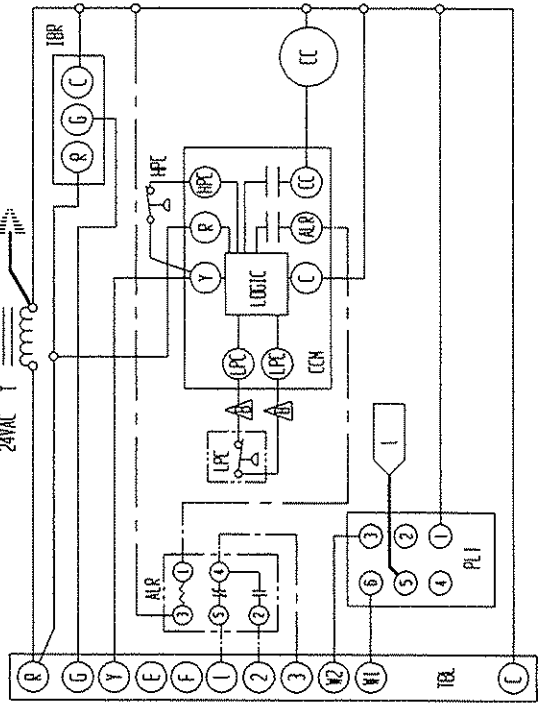 24VAC T
IBR
R G C
HPC
CC
Y R HPC
LOGIC
C ALR CC
LPC LPC
CCM
B B
LPC
ALR
3 1
5 4
2
1
6 3
5 2
4 1
PL1
R
G
Y
E
F
1
2
3
W2
W1
TB1
C